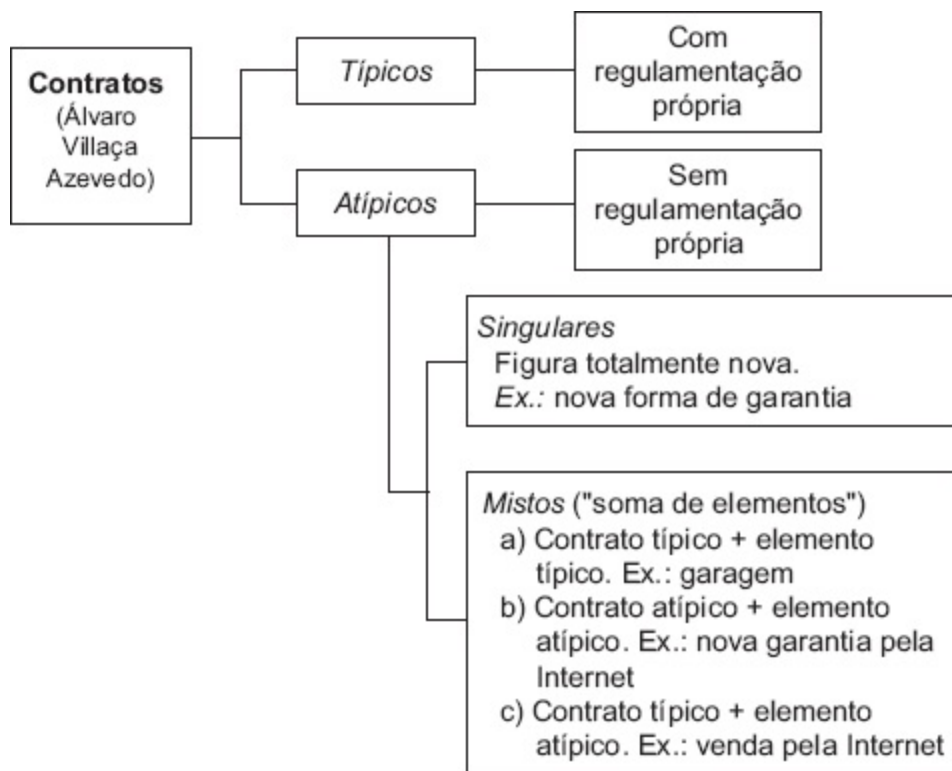 Contratos
(Álvaro
Villaça
Azevedo)
Típicos
Com
regulamentação
própria
Atípicos
Sem
regulamentação
própria
Singulares
Figura totalmente nova.
Ex.: nova forma de garantia
Mistos ("soma de elementos")
a) Contrato típico + elemento
típico. Ex.: garagem
b) Contrato atípico + elemento
atípico. Ex.: nova garantia pela
Internet
c) Contrato típico + elemento
atípico. Ex.: venda pela Internet